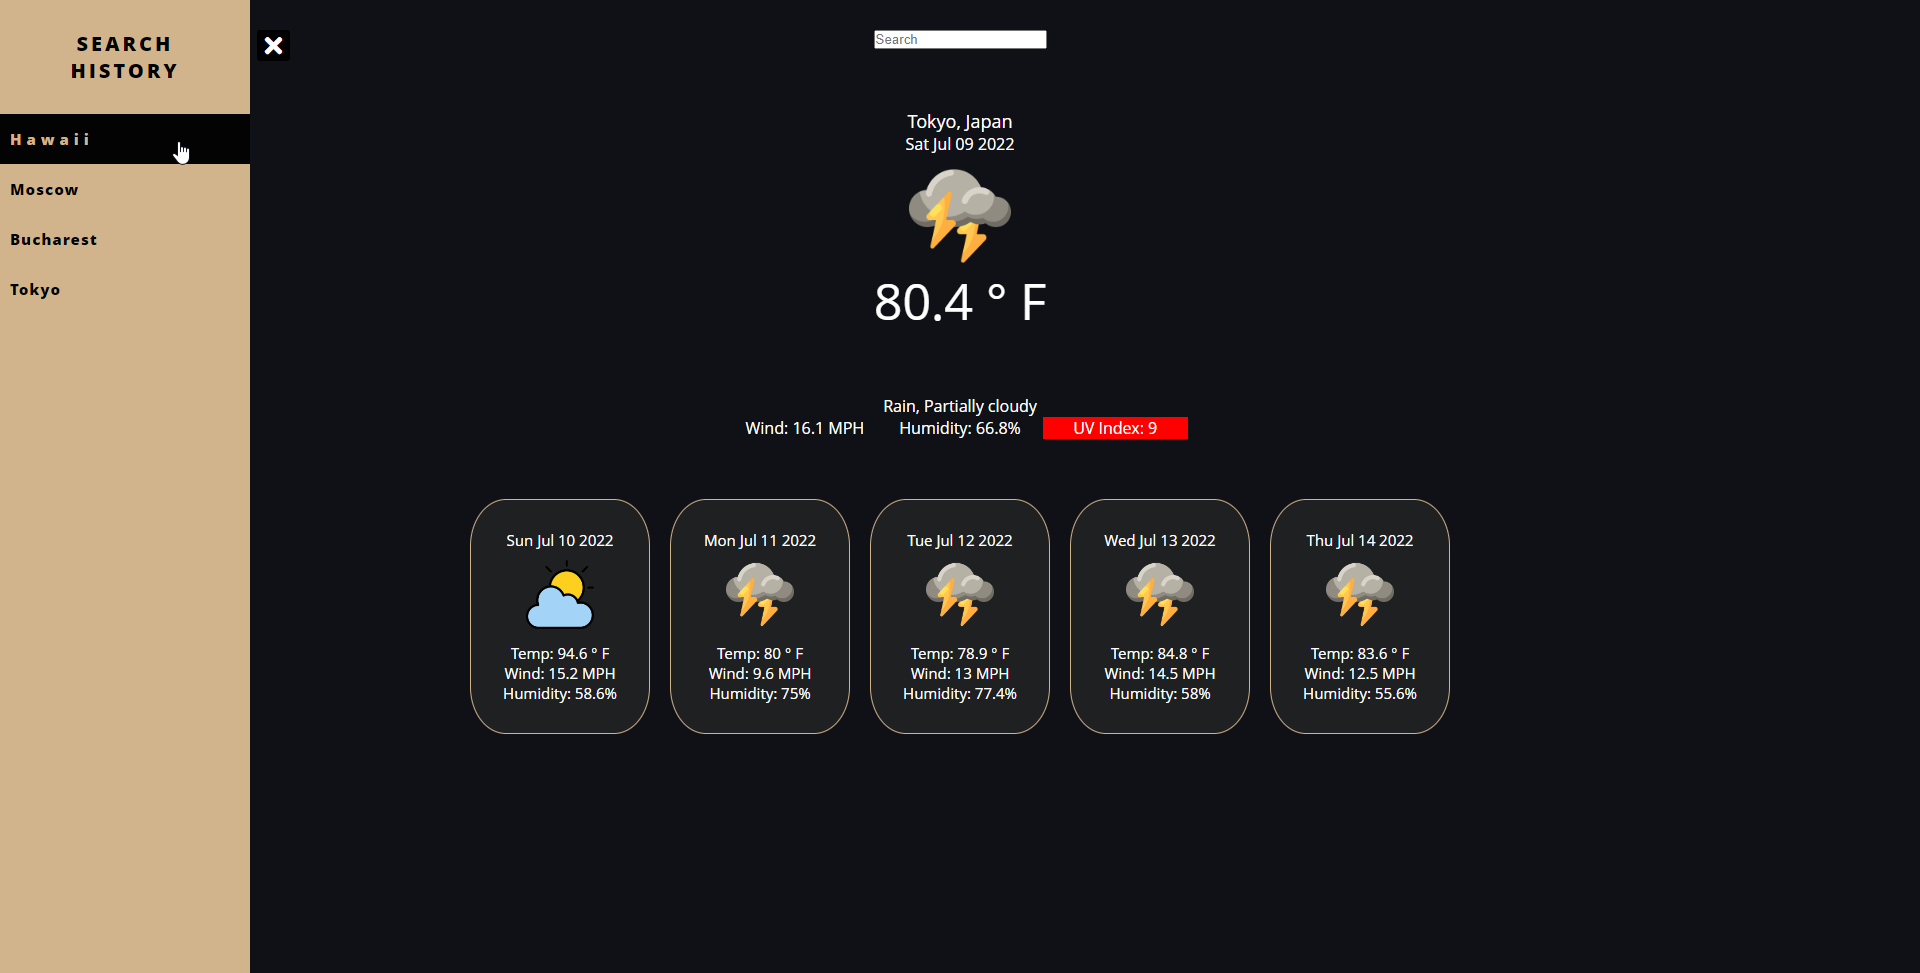 SEARCH
HISTORY
Hawaii
Moscow
Bucharest
Tokyo
Search
Tokyo, Japan
Sat Jul 09 2022
80.4 ° F
Rain, Partially cloudy
Wind: 16.1 MPH Humidity: 66.8% UV Index: 9
Sun Jul 10 2022
Temp: 94.6 ° F
Wind: 15.2 MPH
Humidity: 58.6%
Mon Jul 11 2022
Temp: 80 ° F
Wind: 9.6 MPH
Humidity: 75%
Tue Jul 12 2022
Temp: 78.9 ° F
Wind: 13 MPH
Humidity: 77.4%
Wed Jul 13 2022
Temp: 84.8 ° F
Wind: 14.5 MPH
Humidity: 58%
Thu Jul 14 2022
Temp: 83.6 ° F
Wind: 12.5 MPH
Humidity: 55.6%